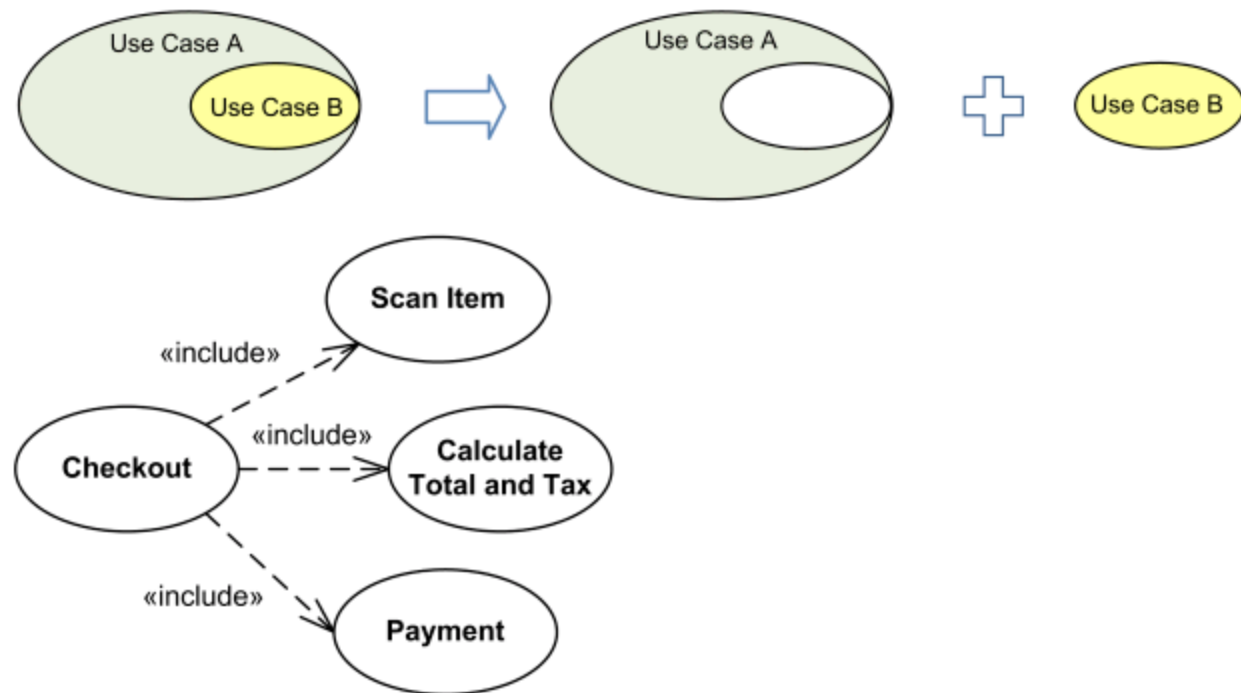 Use Case A
Use Case B
Use Case A
Use Case B
Scan Item
«include»
«include»
Checkout
Calculate
Total and Tax
«include»
Payment